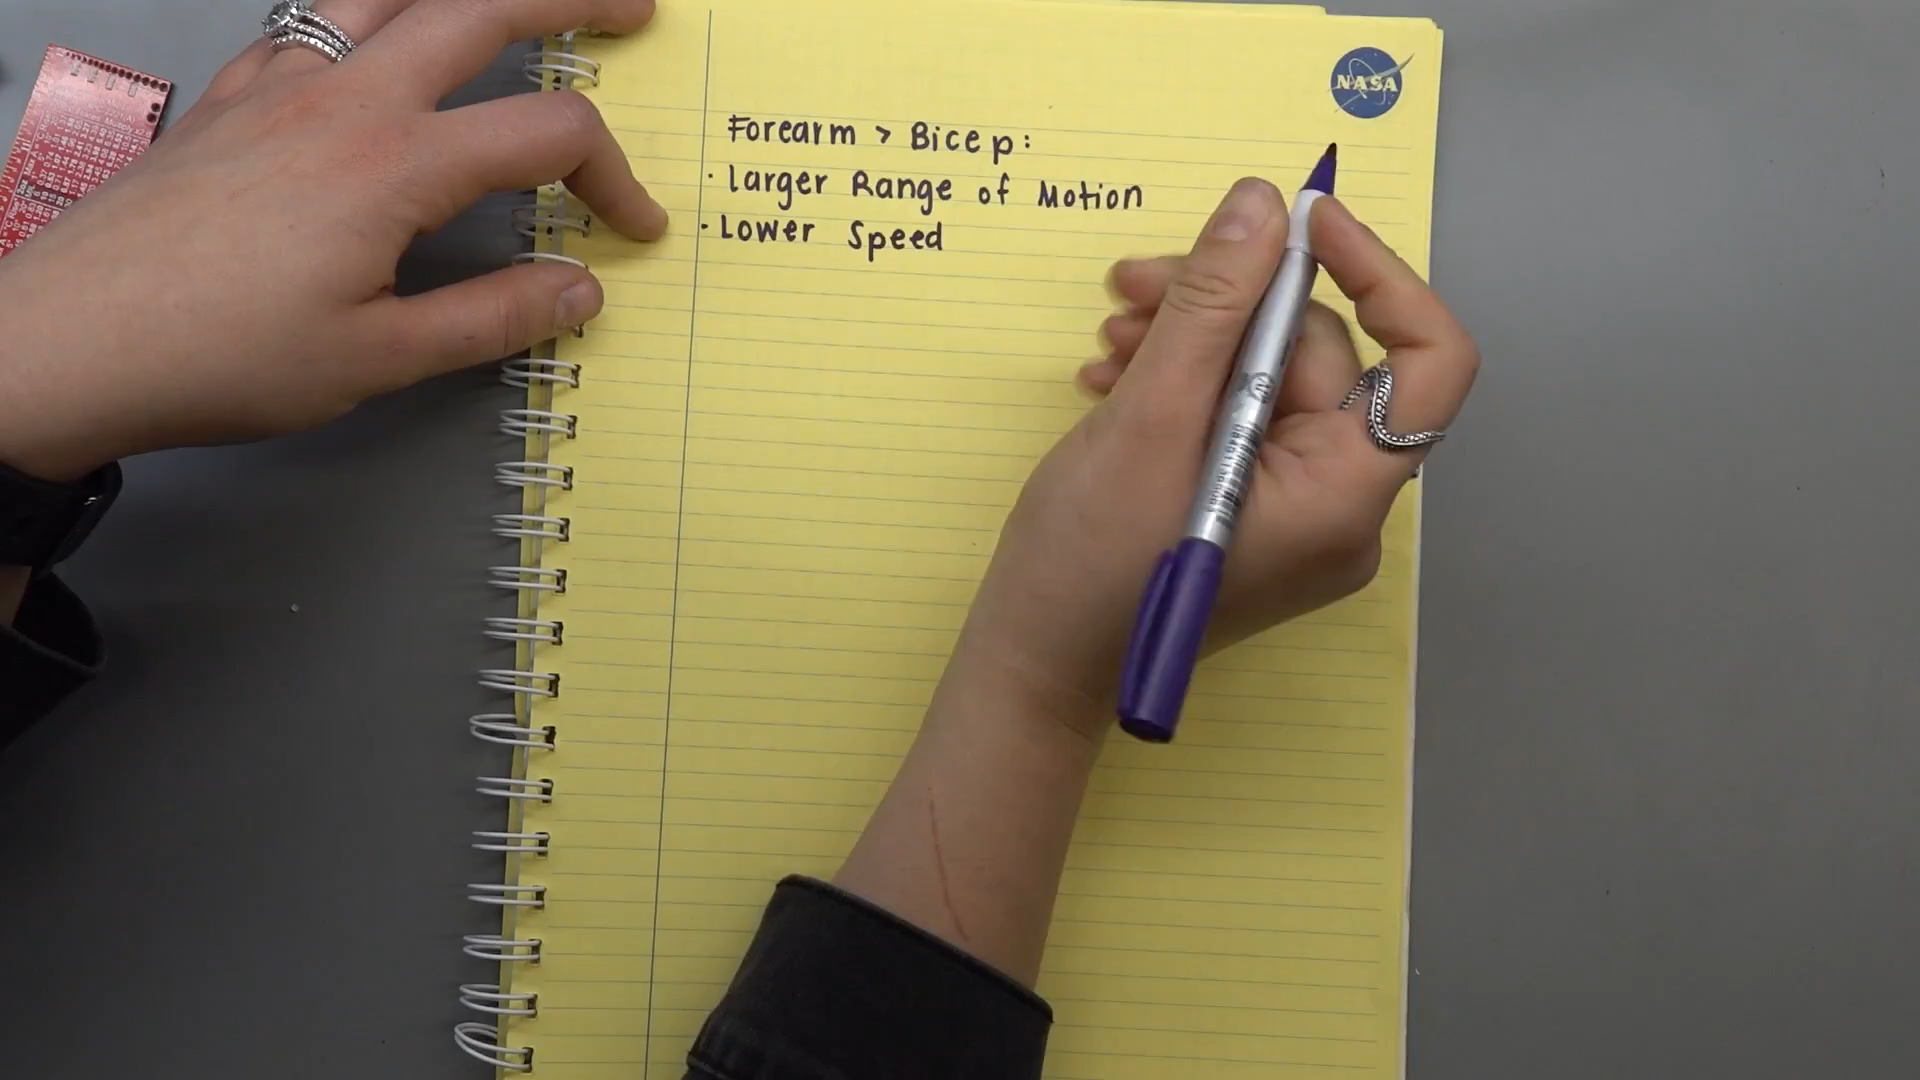 NASA
Forearm > Bicep:
· Larger Range of Motion
· Lower Speed